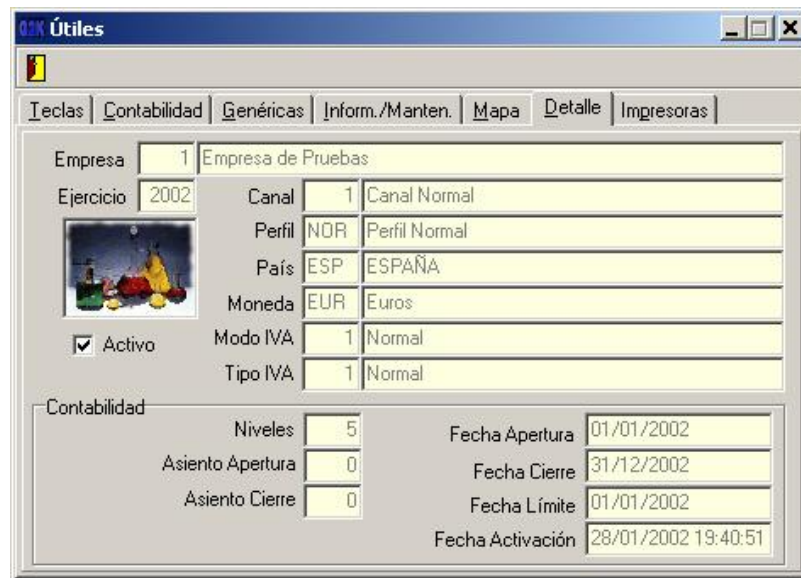 G2K Útiles
Teclas Contabilidad Genéricas Inform./Manten. Mapa Detalle Impresoras
Empresa 1 Empresa de Pruebas
Ejercicio 2002 Canal 1 Canal Normal
Perfil NOR Perfil Normal
País ESP ESPAÑA
Moneda EUR Euros
Activo Modo IVA 1 Normal
Tipo IVA 1 Normal
Contabilidad
Niveles 5 Fecha Apertura 01/01/2002
Asiento Apertura 0 Fecha Cierre 31/12/2002
Asiento Cierre 0 Fecha Límite 01/01/2002
Fecha Activación 28/01/2002 19:40:51